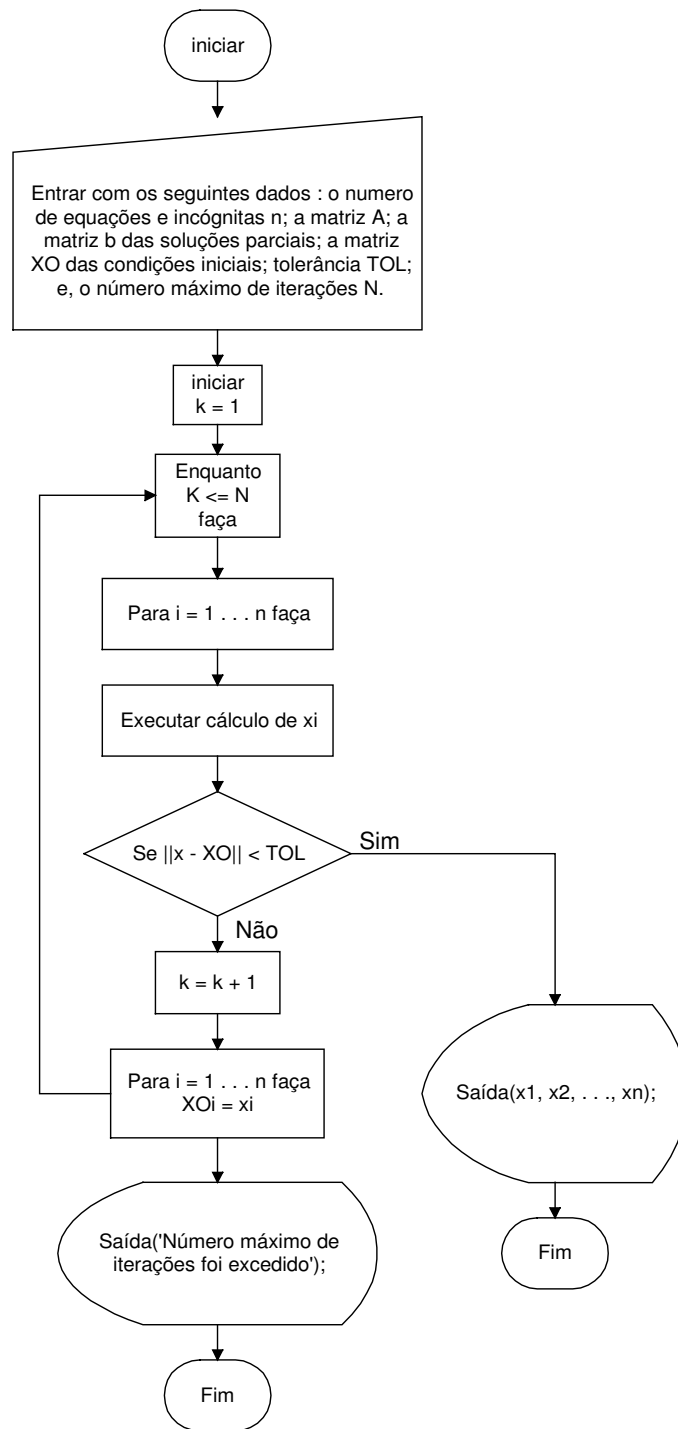 iniciar
Entrar com os seguintes dados : o numero
de equações e incógnitas n; a matriz A; a
matriz b das soluções parciais; a matriz
XO das condições iniciais; tolerância TOL;
e, o número máximo de iterações N.
iniciar
k = 1
Enquanto
K <= N
faça
Para i = 1 . . . n faça
Executar cálculo de xi
Se ||x - XO|| < TOL
Sim
Não
k = k + 1
Para i = 1 . . . n faça
XOi = xi
Saída(x1, x2, . . ., xn);
Saída('Número máximo de
iterações foi excedido');
Fim
Fim